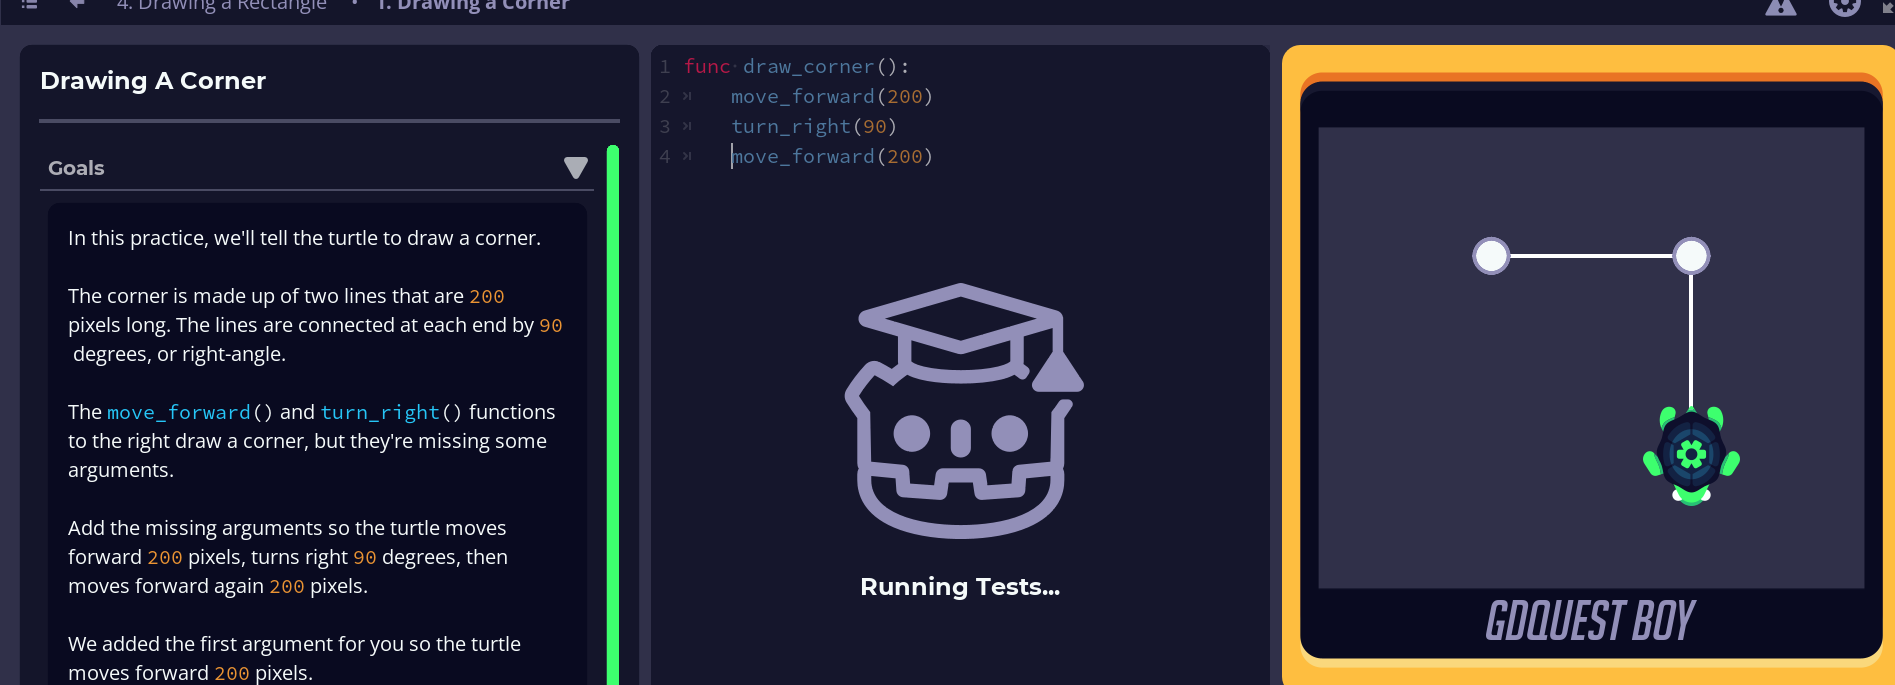 4. Drawing a Rectangle • 1. Drawing a Corner
Drawing A Corner
Goals
In this practice, we'll tell the turtle to draw a corner.
The corner is made up of two lines that are 200
pixels long. The lines are connected at each end by 90
degrees, or right-angle.
The move_forward() and turn_right() functions
to the right draw a corner, but they're missing some
arguments.
Add the missing arguments so the turtle moves
forward 200 pixels, turns right 90 degrees, then
moves forward again 200 pixels.
We added the first argument for you so the turtle
moves forward 200 pixels.
1 func draw_corner():
2 move_forward(200)
3 turn_right(90)
4 move_forward(200)
Running Tests...
GDQUEST BOY